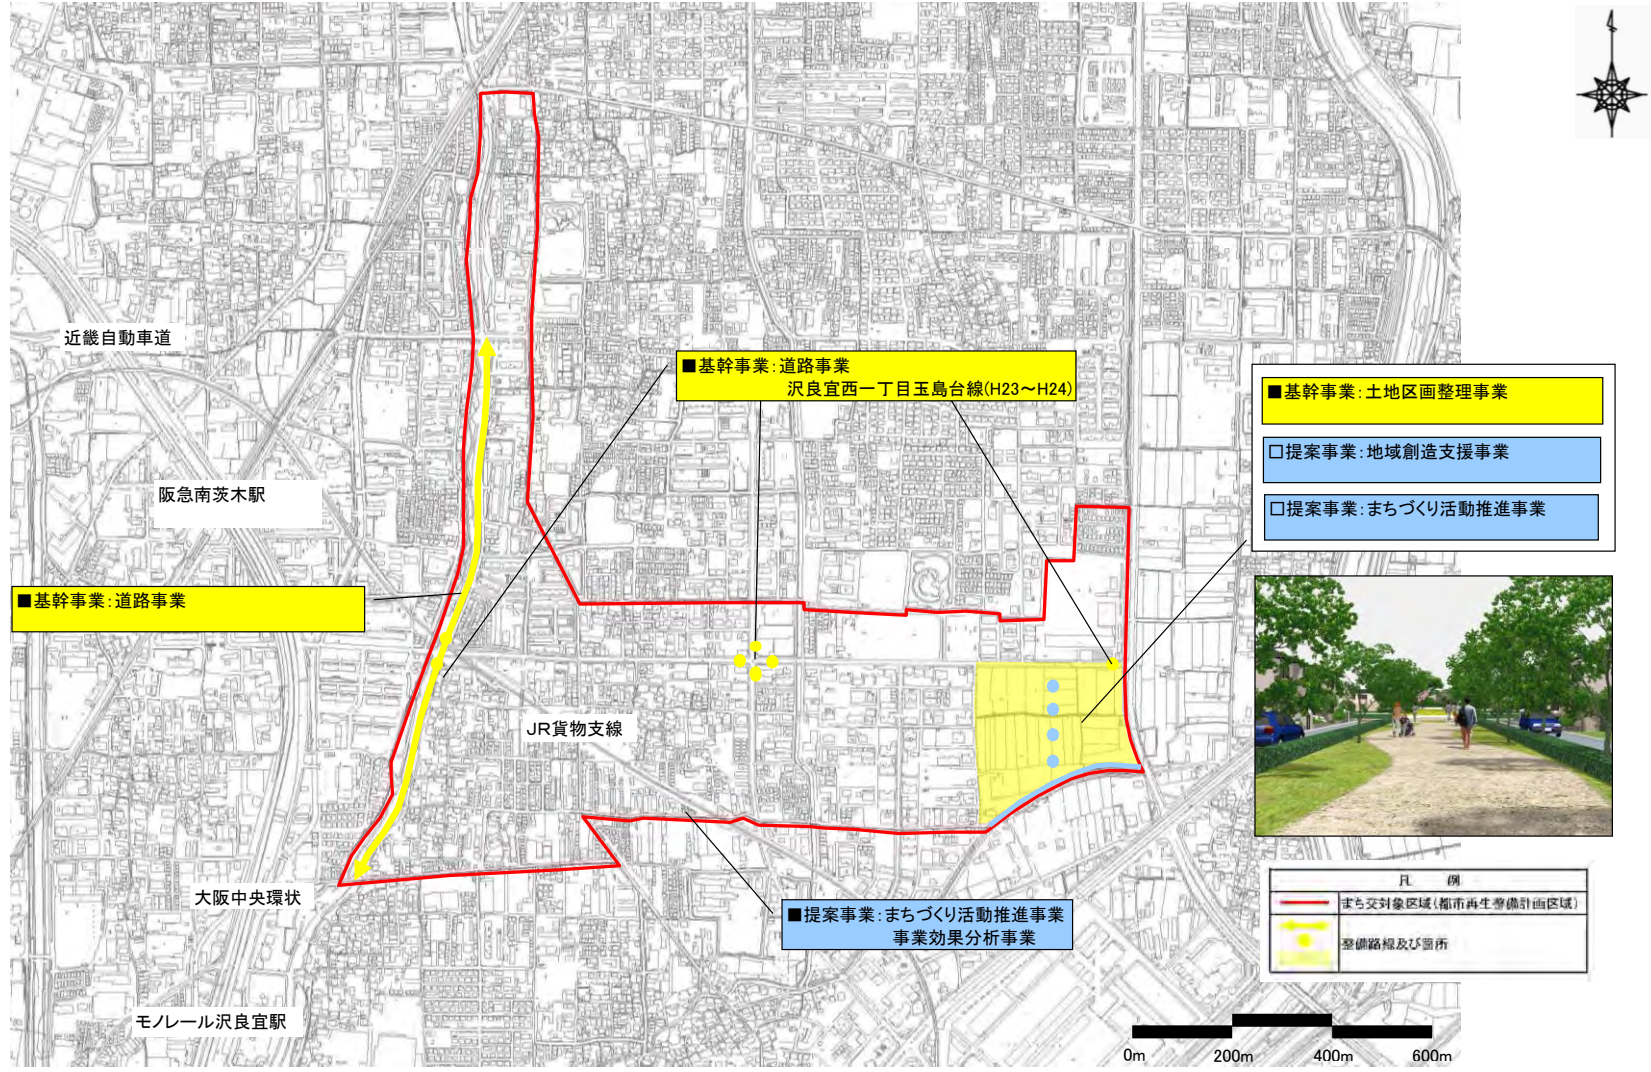 近畿自動車道
■基幹事業：道路事業
沢良宜西一丁目玉島台線(H23～H24)
■基幹事業：土地区画整理事業
□提案事業：地域創造支援事業
□提案事業：まちづくり活動推進事業
阪急南茨木駅
■基幹事業：道路事業
JR貨物支線
大阪中央環状
■提案事業：まちづくり活動推進事業
事業効果分析事業
モノレール沢良宜駅
凡 例
まち交対象区域(都市再生整備計画区域)
整備路線及び箇所
0m 200m 400m 600m